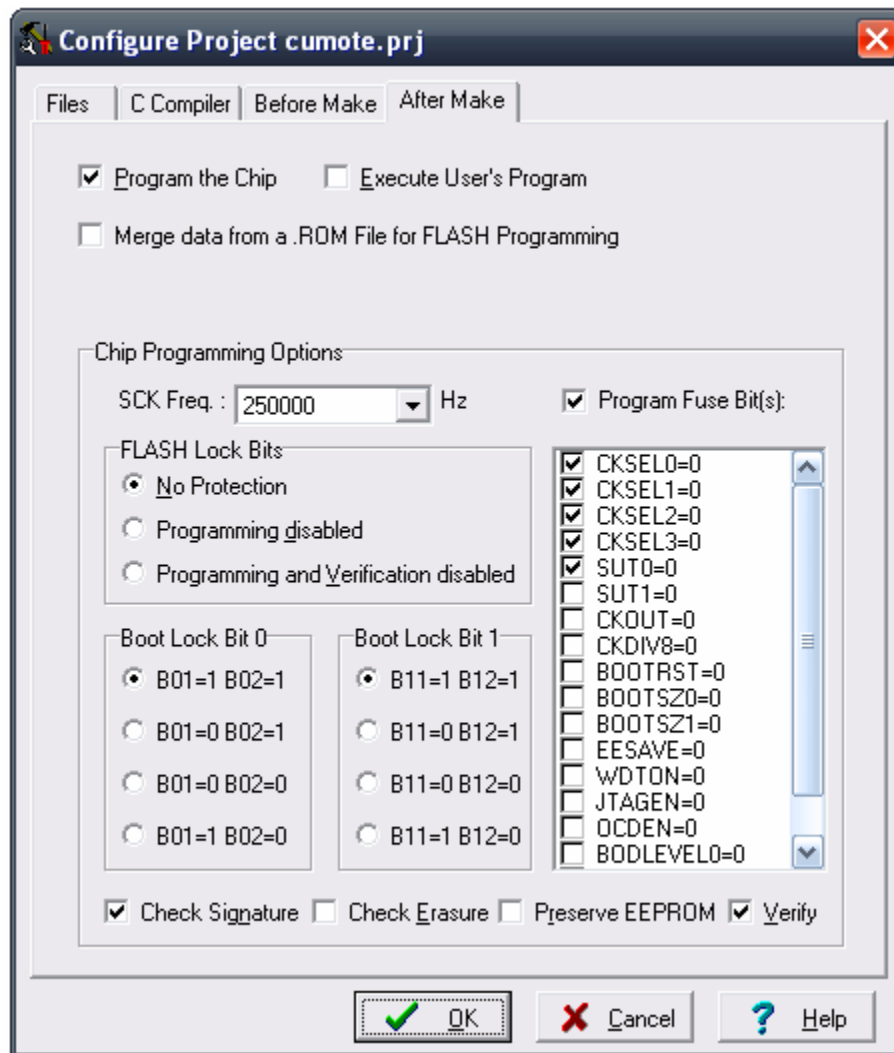 Configure Project cumote.prj
Files C Compiler Before Make After Make
Program the Chip Execute User's Program
Merge data from a .ROM File for FLASH Programming
Chip Programming Options
SCK Freq. : 250000 Hz
Program Fuse Bit(s):
FLASH Lock Bits
No Protection
Programming disabled
Programming and Verification disabled
CKSEL0=0
CKSEL1=0
CKSEL2=0
CKSEL3=0
SUT0=0
SUT1=0
CKOUT=0
CKDIV8=0
BOOTRST=0
BOOTSZ0=0
BOOTSZ1=0
EESAVE=0
WDTON=0
JTAGEN=0
OCDEN=0
BODLEVEL0=0
Boot Lock Bit 0
B01=1 B02=1
B01=0 B02=1
B01=0 B02=0
B01=1 B02=0
Boot Lock Bit 1
B11=1 B12=1
B11=0 B12=1
B11=0 B12=0
B11=1 B12=0
Check Signature Check Erasure Preserve EEPROM Verify
OK Cancel Help